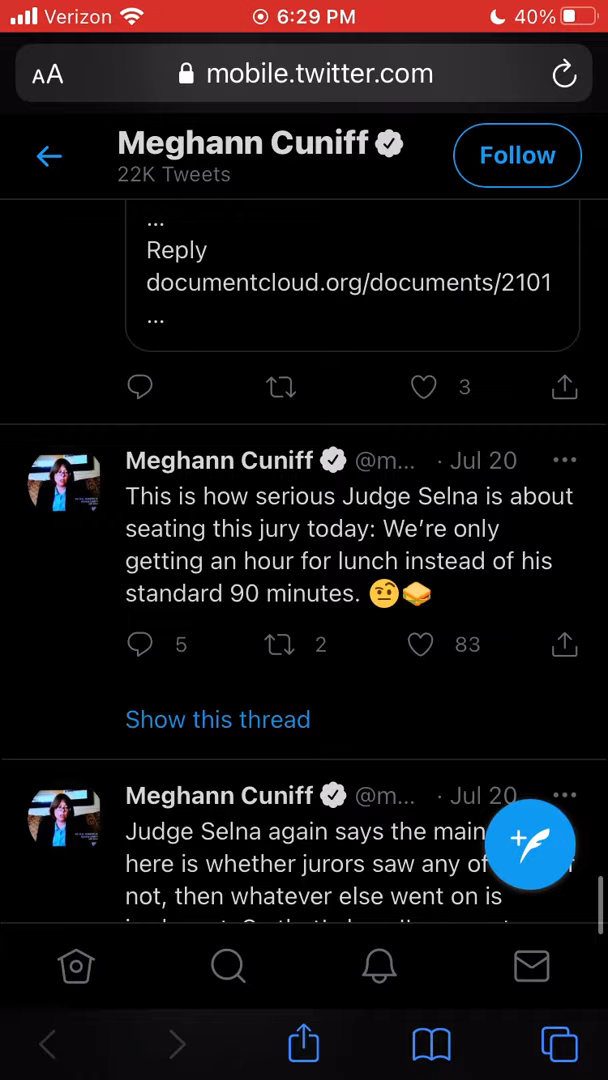 Verizon 6:29 PM 40%
AA mobile.twitter.com
Meghann Cuniff Follow
22K Tweets
...
Reply
documentcloud.org/documents/2101
...
3
Meghann Cuniff @m... · Jul 20
This is how serious Judge Selna is about
seating this jury today: We’re only
getting an hour for lunch instead of his
standard 90 minutes. 🤨🥪
5 2 83
Show this thread
Meghann Cuniff @m... · Jul 20
Judge Selna again says the main
here is whether jurors saw any of
not, then whatever else went on is